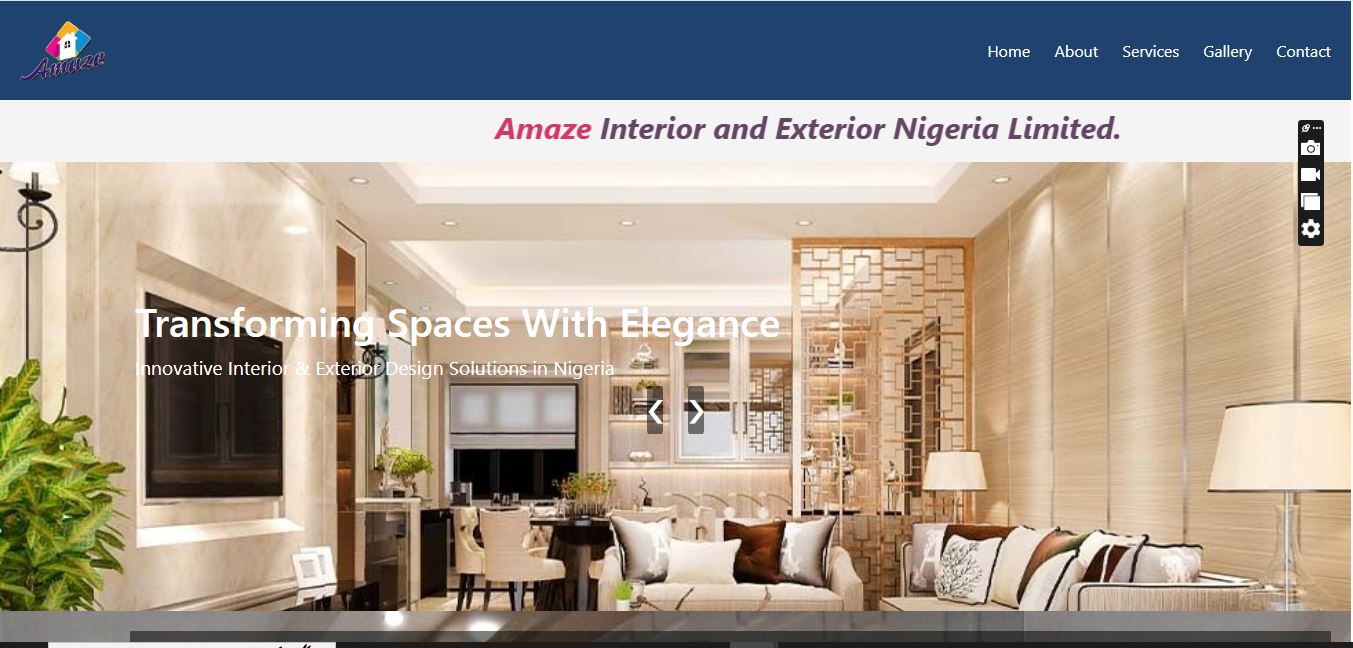 Amaze
Home About Services Gallery Contact
Amaze Interior and Exterior Nigeria Limited.
Transforming Spaces With Elegance
Innovative Interior & Exterior Design Solutions in Nigeria
❮ ❯